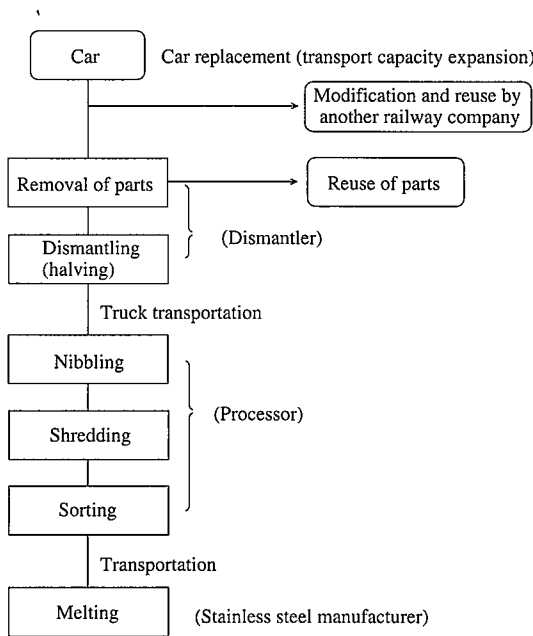 Car
Car replacement (transport capacity expansion)
Modification and reuse by
another railway company
Removal of parts
Reuse of parts
(Dismantler)
Dismantling
(halving)
Truck transportation
Nibbling
(Processor)
Shredding
Sorting
Transportation
Melting
(Stainless steel manufacturer)